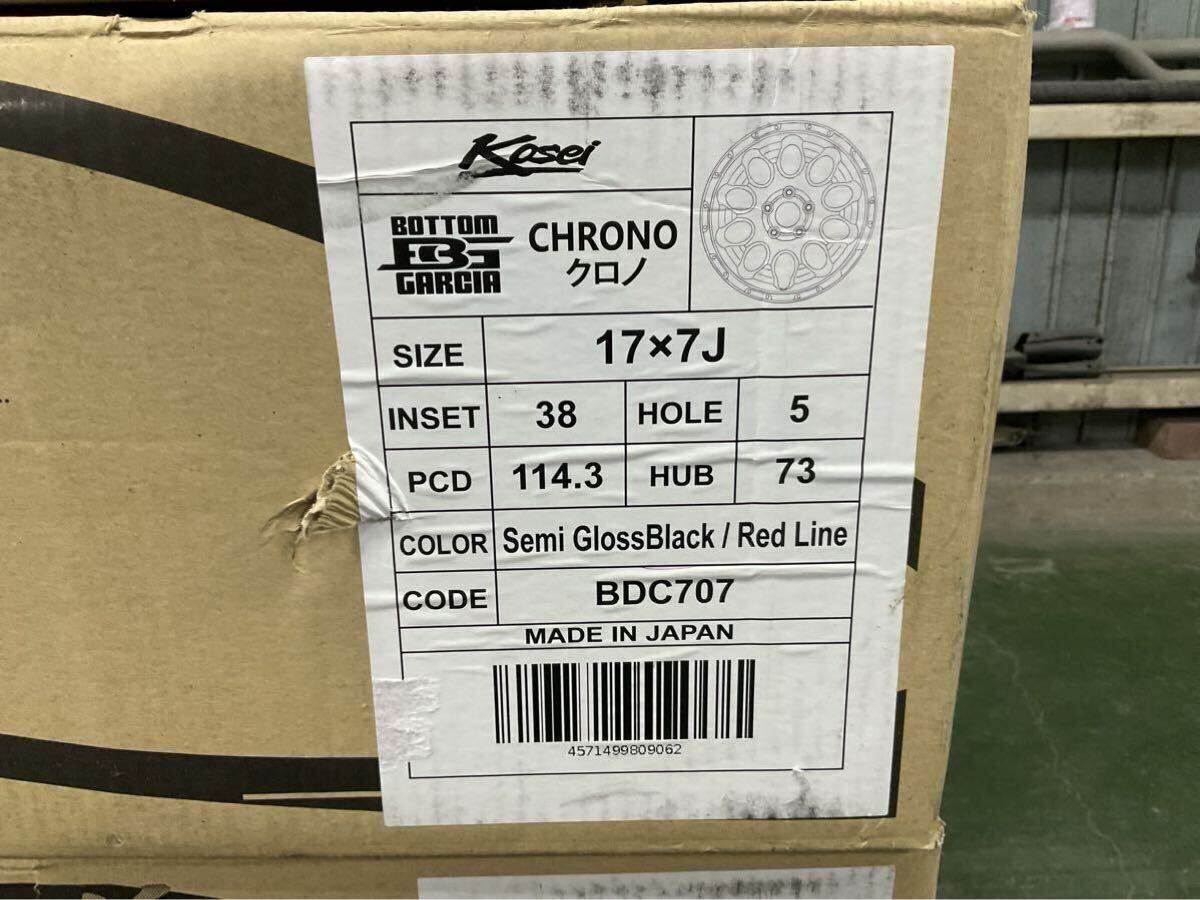 Kosei
BOTTOM
BG
GARCIA
CHRONO
クロノ
SIZE 17×7J
INSET 38 HOLE 5
PCD 114.3 HUB 73
COLOR Semi GlossBlack / Red Line
CODE BDC707
MADE IN JAPAN
4571499809062